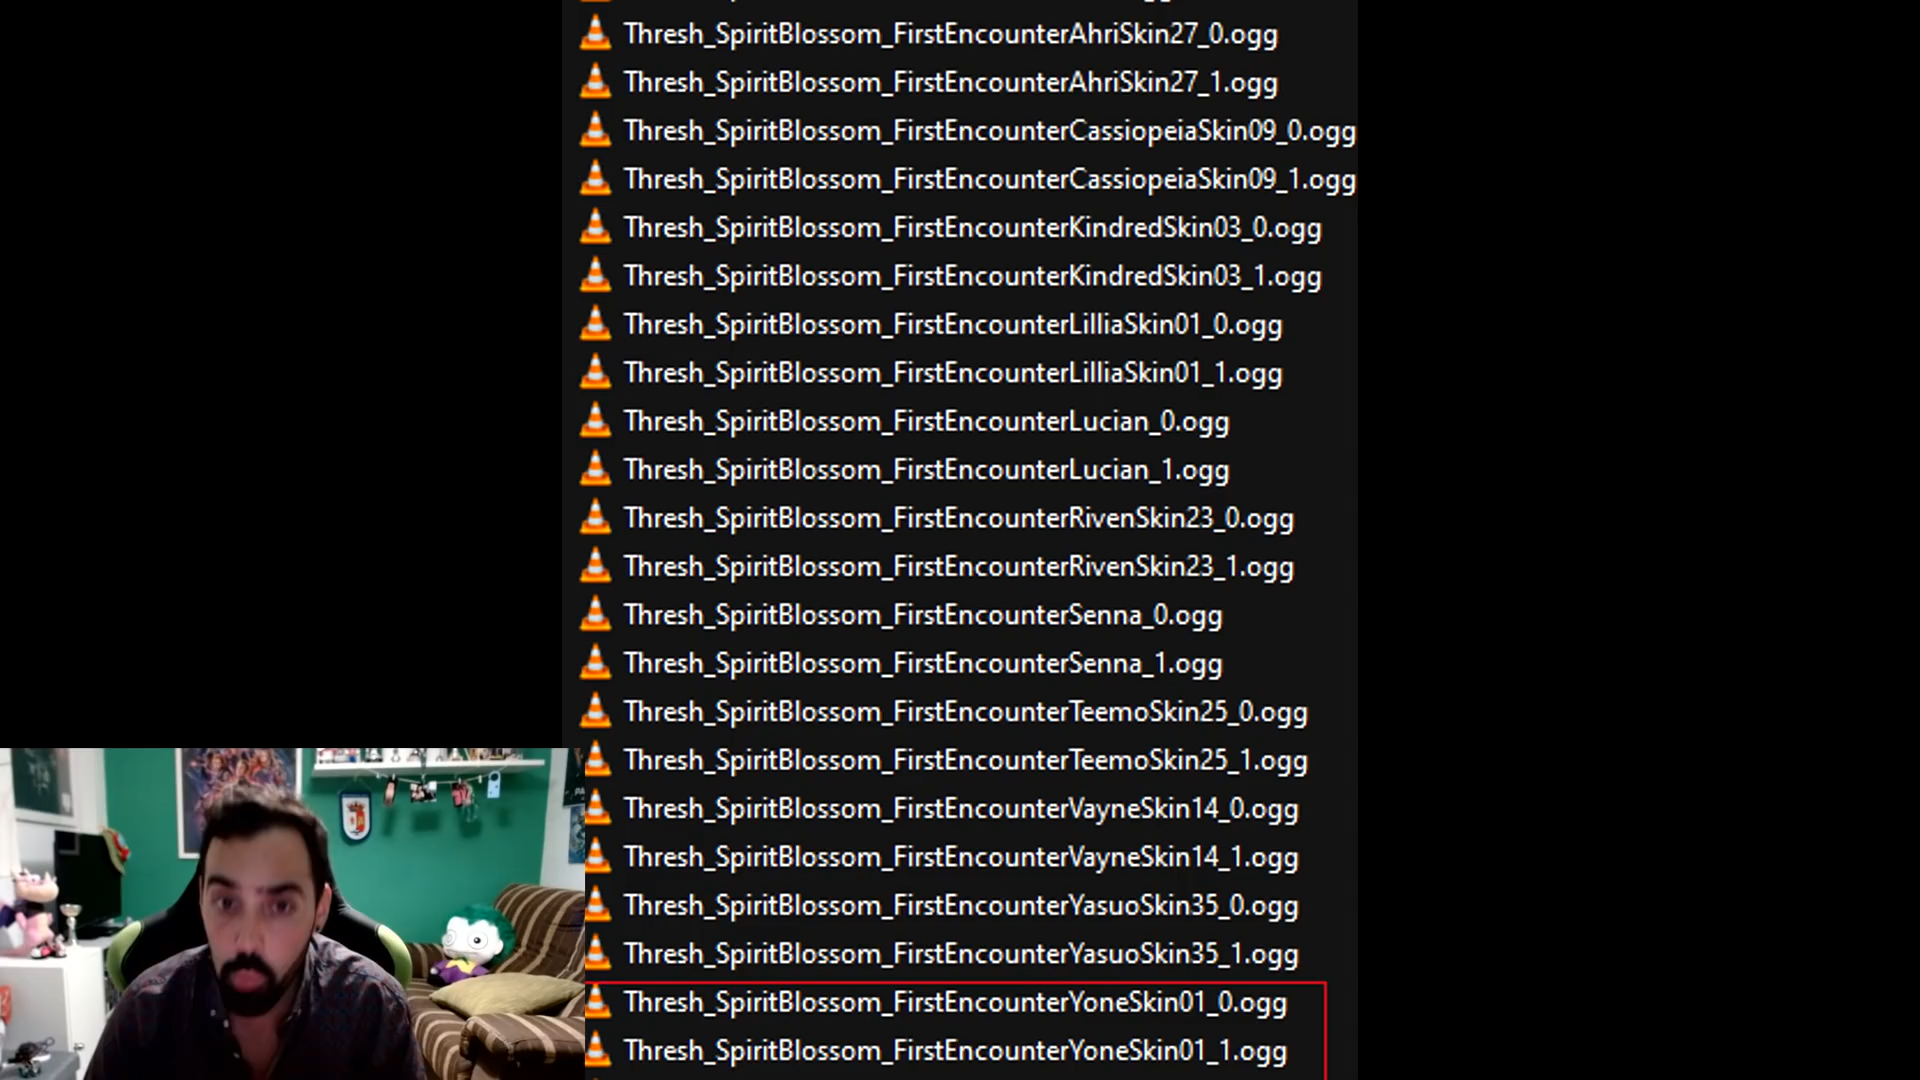 Thresh_SpiritBlossom_FirstEncounterAhriSkin27_0.ogg
Thresh_SpiritBlossom_FirstEncounterAhriSkin27_1.ogg
Thresh_SpiritBlossom_FirstEncounterCassiopeiaSkin09_0.ogg
Thresh_SpiritBlossom_FirstEncounterCassiopeiaSkin09_1.ogg
Thresh_SpiritBlossom_FirstEncounterKindredSkin03_0.ogg
Thresh_SpiritBlossom_FirstEncounterKindredSkin03_1.ogg
Thresh_SpiritBlossom_FirstEncounterLilliaSkin01_0.ogg
Thresh_SpiritBlossom_FirstEncounterLilliaSkin01_1.ogg
Thresh_SpiritBlossom_FirstEncounterLucian_0.ogg
Thresh_SpiritBlossom_FirstEncounterLucian_1.ogg
Thresh_SpiritBlossom_FirstEncounterRivenSkin23_0.ogg
Thresh_SpiritBlossom_FirstEncounterRivenSkin23_1.ogg
Thresh_SpiritBlossom_FirstEncounterSenna_0.ogg
Thresh_SpiritBlossom_FirstEncounterSenna_1.ogg
Thresh_SpiritBlossom_FirstEncounterTeemoSkin25_0.ogg
Thresh_SpiritBlossom_FirstEncounterTeemoSkin25_1.ogg
Thresh_SpiritBlossom_FirstEncounterVayneSkin14_0.ogg
Thresh_SpiritBlossom_FirstEncounterVayneSkin14_1.ogg
Thresh_SpiritBlossom_FirstEncounterYasuoSkin35_0.ogg
Thresh_SpiritBlossom_FirstEncounterYasuoSkin35_1.ogg
Thresh_SpiritBlossom_FirstEncounterYoneSkin01_0.ogg
Thresh_SpiritBlossom_FirstEncounterYoneSkin01_1.ogg